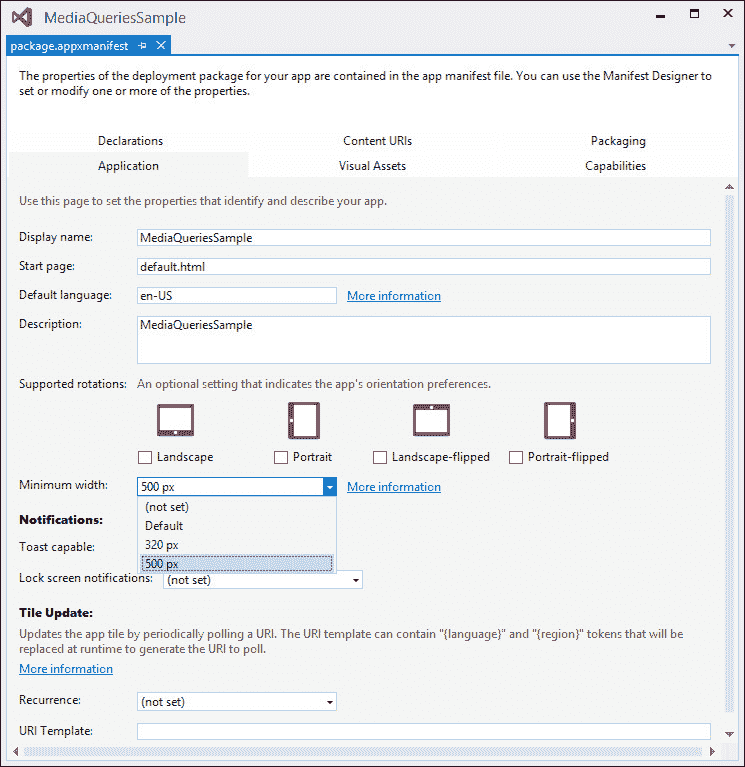 MediaQueriesSample
package.appxmanifest
The properties of the deployment package for your app are contained in the app manifest file. You can use the Manifest Designer to
set or modify one or more of the properties.
Declarations Content URIs Packaging
Application Visual Assets Capabilities
Use this page to set the properties that identify and describe your app.
Display name: MediaQueriesSample
Start page: default.html
Default language: en-US More information
Description: MediaQueriesSample
Supported rotations: An optional setting that indicates the app's orientation preferences.
Landscape Portrait Landscape-flipped Portrait-flipped
Minimum width: 500 px More information
(not set)
Notifications:
Default
Toast capable: 320 px
500 px
Lock screen notifications: (not set)
Tile Update:
Updates the app tile by periodically polling a URI. The URI template can contain "{language}" and "{region}" tokens that will be
replaced at runtime to generate the URI to poll.
More information
Recurrence: (not set)
URI Template: